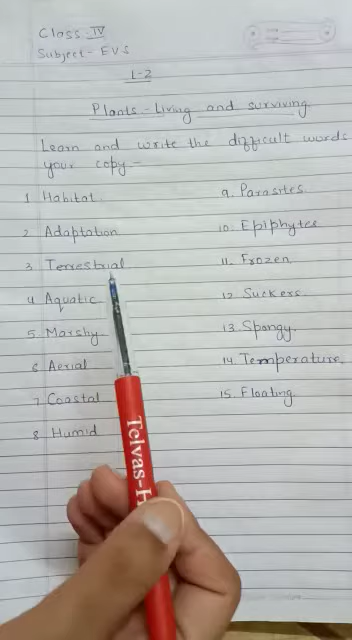 Class- IV
Subject- EVS
L-2
Plants - Living and surviving
Learn and write the difficult words
your copy -
1 Habitat
2 Adaptation
3 Terrestrial
4 Aquatic
5. Marshy
6 Aerial
7 Coastal
8 Humid
9. Parasites
10. Epiphytes
11. Frozen
12. Suckers
13. Spongy.
14. Temperature.
15. Floating
Telvas-H